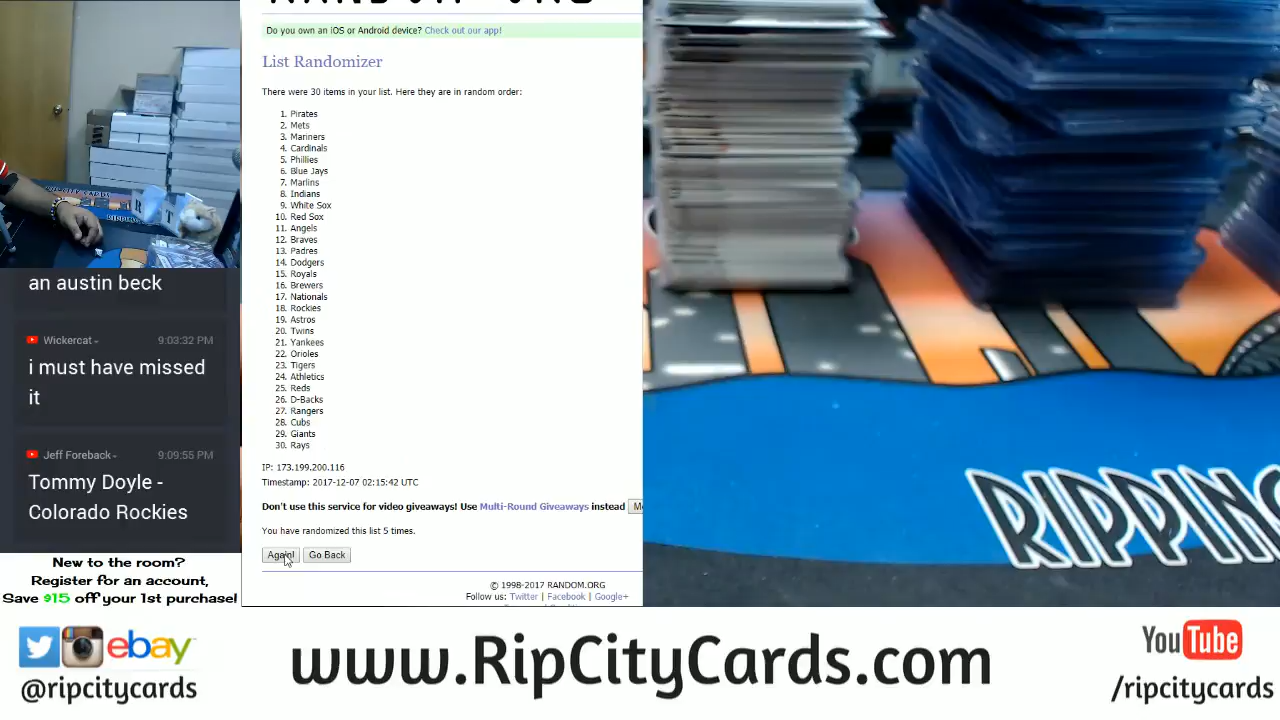 Do you own an iOS or Android device? Check out our app!
List Randomizer
There were 30 items in your list. Here they are in random order:
1. Pirates
2. Mets
3. Mariners
4. Cardinals
5. Phillies
6. Blue Jays
7. Marlins
8. Indians
9. White Sox
10. Red Sox
11. Angels
12. Braves
13. Padres
14. Dodgers
15. Royals
16. Brewers
17. Nationals
18. Rockies
19. Astros
20. Twins
21. Yankees
22. Orioles
23. Tigers
24. Athletics
25. Reds
26. D-Backs
27. Rangers
28. Cubs
29. Giants
30. Rays
IP: 173.199.200.116
Timestamp: 2017-12-07 02:15:42 UTC
Don't use this service for video giveaways! Use Multi-Round Giveaways instead
You have randomized this list 5 times.
Again!
Go Back
© 1998-2017 RANDOM.ORG
Follow us: Twitter | Facebook | Google+
an austin beck
Wickercat
9:03:32 PM
i must have missed
it
Jeff Foreback
9:09:55 PM
Tommy Doyle -
Colorado Rockies
New to the room?
Register for an account,
Save $15 off your 1st purchase!
RIPPING
ebay
@ripcitycards
www.RipCityCards.com
YouTube
/ripcitycards